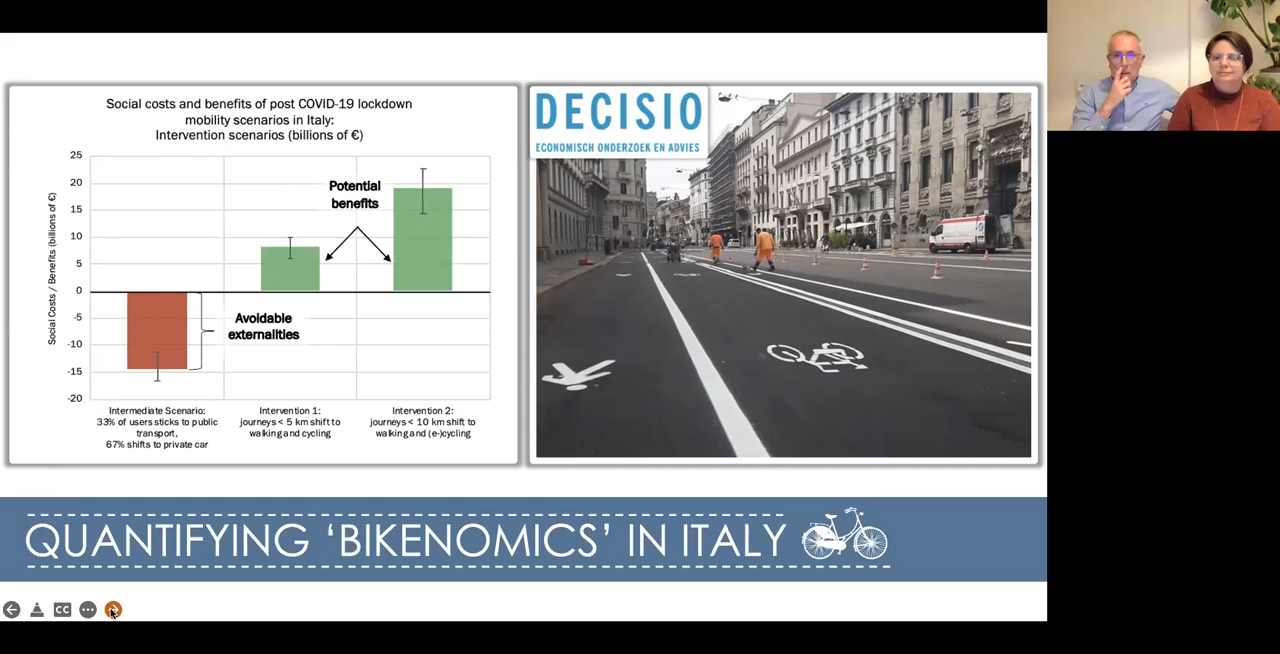 Social costs and benefits of post COVID-19 lockdown
mobility scenarios in Italy:
Intervention scenarios (billions of €)
Social Costs / Benefits (billions of €)
25
20
15
10
5
0
-5
-10
-15
-20
Potential
benefits
Avoidable
externalities
Intermediate Scenario:
33% of users sticks to public
transport,
67% shifts to private car
Intervention 1:
journeys < 5 km shift to
walking and cycling
Intervention 2:
journeys < 10 km shift to
walking and (e-)cycling
DECISIO
ECONOMISCH ONDERZOEK EN ADVIES
QUANTIFYING ‘BIKENOMICS’ IN ITALY
CC